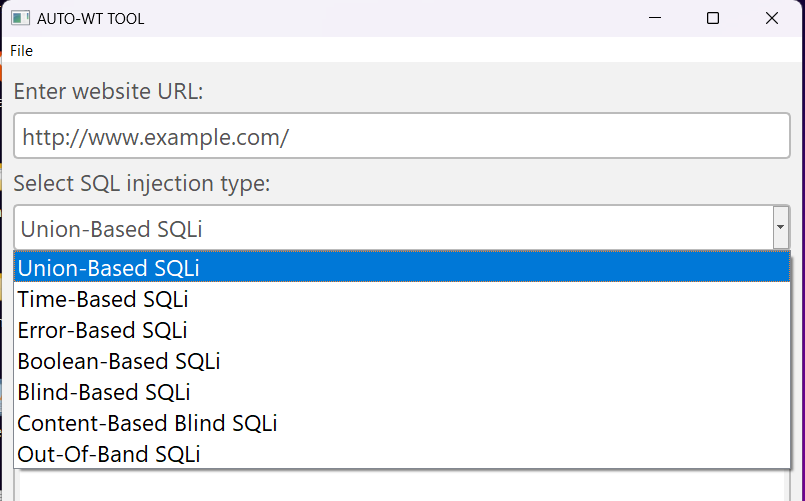 AUTO-WT TOOL
File
Enter website URL:
http://www.example.com/
Select SQL injection type:
Union-Based SQLi
Union-Based SQLi
Time-Based SQLi
Error-Based SQLi
Boolean-Based SQLi
Blind-Based SQLi
Content-Based Blind SQLi
Out-Of-Band SQLi